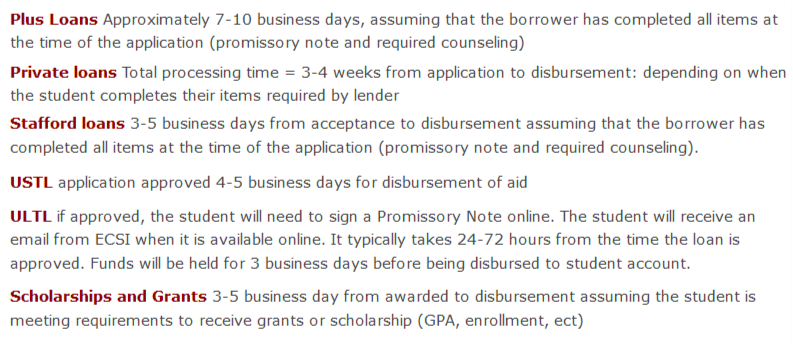 Plus Loans Approximately 7-10 business days, assuming that the borrower has completed all items at
the time of the application (promissory note and required counseling)
Private loans Total processing time = 3-4 weeks from application to disbursement: depending on when
the student completes their items required by lender
Stafford loans 3-5 business days from acceptance to disbursement assuming that the borrower has
completed all items at the time of the application (promissory note and required counseling).
USTL application approved 4-5 business days for disbursement of aid
ULTL if approved, the student will need to sign a Promissory Note online. The student will receive an
email from ECSI when it is available online. It typically takes 24-72 hours from the time the loan is
approved. Funds will be held for 3 business days before being disbursed to student account.
Scholarships and Grants 3-5 business day from awarded to disbursement assuming the student is
meeting requirements to receive grants or scholarship (GPA, enrollment, ect)